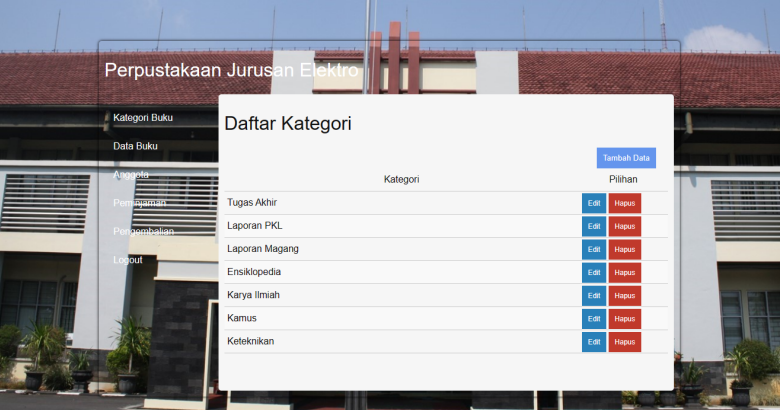 Perpustakaan Jurusan Elektro
Kategori Buku
Data Buku
Anggota
Peminjaman
Pengembalian
Logout
Daftar Kategori
Tambah Data
Kategori Pilihan
Tugas Akhir Edit Hapus
Laporan PKL Edit Hapus
Laporan Magang Edit Hapus
Ensiklopedia Edit Hapus
Karya Ilmiah Edit Hapus
Kamus Edit Hapus
Keteknikan Edit Hapus